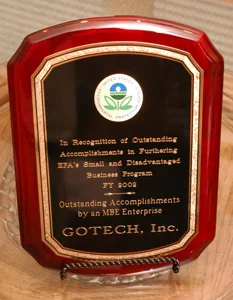 In Recognition of Outstanding
Accomplishments in Furthering
EPA's Small and Disadvantaged
Business Program
FY 2002
Outstanding Accomplishments
by an MBE Enterprise
GOTECH, Inc.